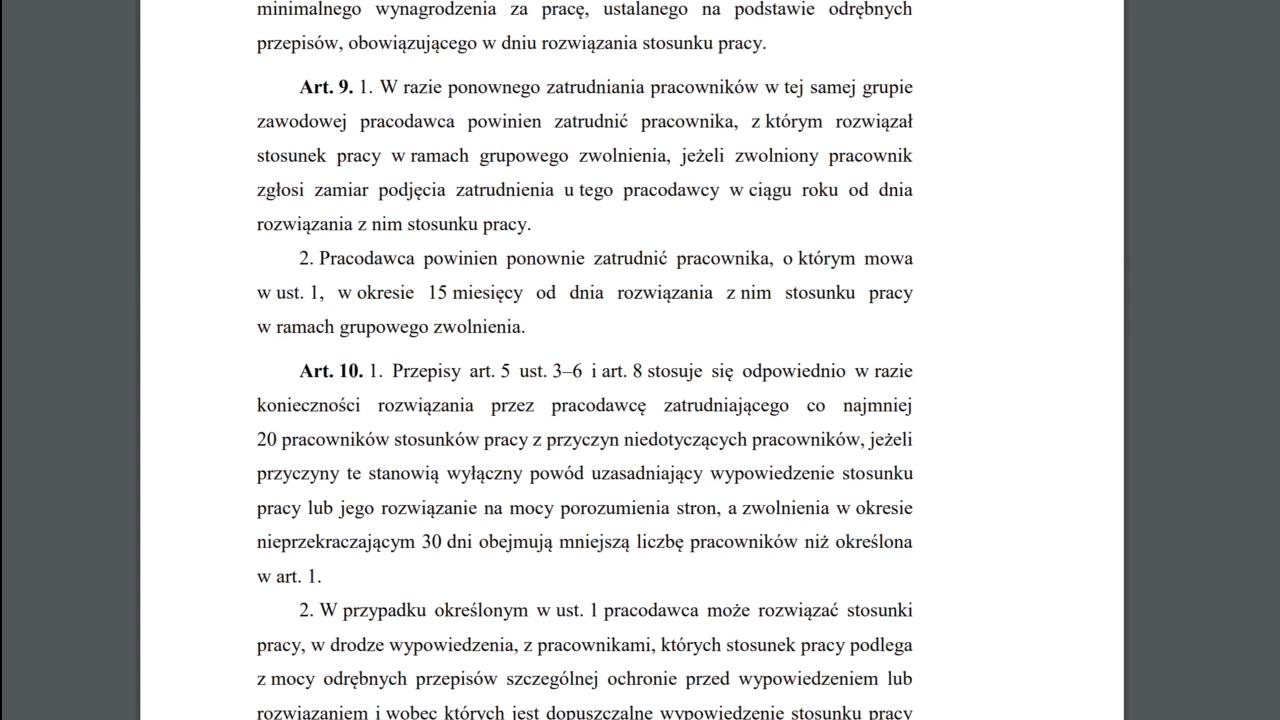 minimalnego wynagrodzenia za pracę, ustalanego na podstawie odrębnych
przepisów, obowiązującego w dniu rozwiązania stosunku pracy.
Art. 9. 1. W razie ponownego zatrudniania pracowników w tej samej grupie
zawodowej pracodawca powinien zatrudnić pracownika, z którym rozwiązał
stosunek pracy w ramach grupowego zwolnienia, jeżeli zwolniony pracownik
zgłosi zamiar podjęcia zatrudnienia u tego pracodawcy w ciągu roku od dnia
rozwiązania z nim stosunku pracy.
2. Pracodawca powinien ponownie zatrudnić pracownika, o którym mowa
w ust. 1, w okresie 15 miesięcy od dnia rozwiązania z nim stosunku pracy
w ramach grupowego zwolnienia.
Art. 10. 1. Przepisy art. 5 ust. 3–6 i art. 8 stosuje się odpowiednio w razie
konieczności rozwiązania przez pracodawcę zatrudniającego co najmniej
20 pracowników stosunków pracy z przyczyn niedotyczących pracowników, jeżeli
przyczyny te stanowią wyłączny powód uzasadniający wypowiedzenie stosunku
pracy lub jego rozwiązanie na mocy porozumienia stron, a zwolnienia w okresie
nieprzekraczającym 30 dni obejmują mniejszą liczbę pracowników niż określona
w art. 1.
2. W przypadku określonym w ust. 1 pracodawca może rozwiązać stosunki
pracy, w drodze wypowiedzenia, z pracownikami, których stosunek pracy podlega
z mocy odrębnych przepisów szczególnej ochronie przed wypowiedzeniem lub
rozwiązaniem i wobec których jest dopuszczalne wypowiedzenie stosunku pracy